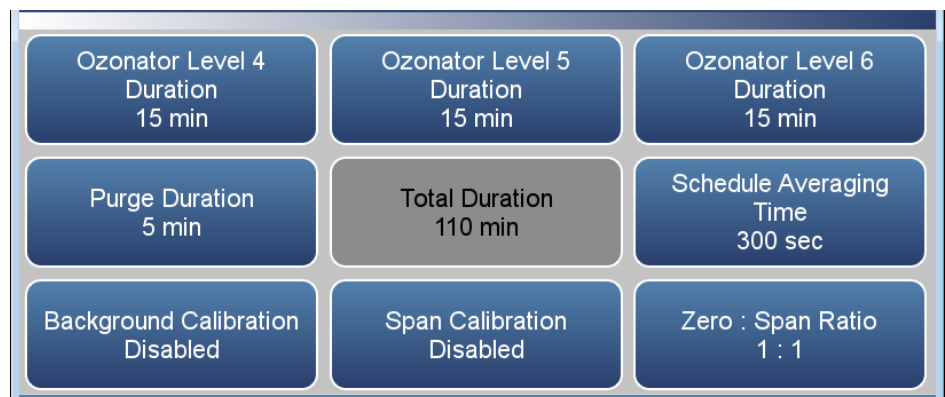 Ozonator Level 4
Duration
15 min
Ozonator Level 5
Duration
15 min
Ozonator Level 6
Duration
15 min
Purge Duration
5 min
Total Duration
110 min
Schedule Averaging
Time
300 sec
Background Calibration
Disabled
Span Calibration
Disabled
Zero : Span Ratio
1 : 1